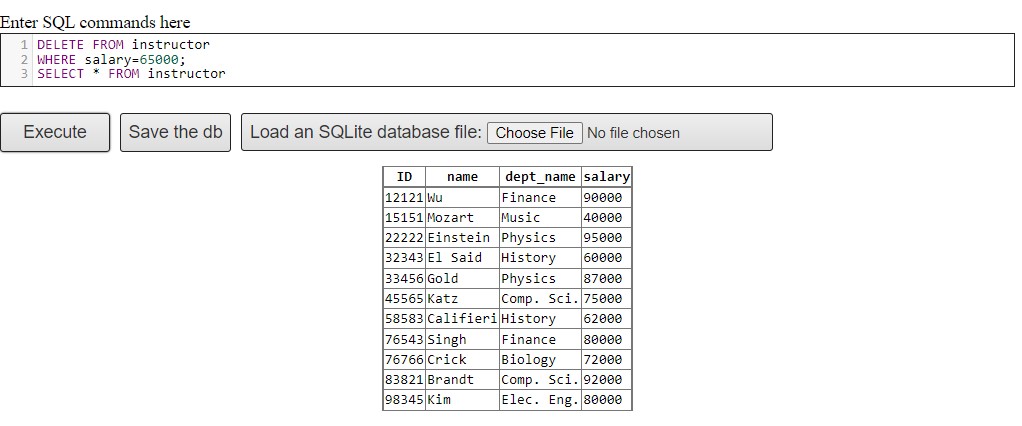 Enter SQL commands here
1 DELETE FROM instructor
2 WHERE salary=65000;
3 SELECT * FROM instructor
Execute Save the db Load an SQLite database file: Choose File No file chosen
ID name dept_name salary
12121 Wu Finance 90000
15151 Mozart Music 40000
22222 Einstein Physics 95000
32343 El Said History 60000
33456 Gold Physics 87000
45565 Katz Comp. Sci. 75000
58583 Califieri History 62000
76543 Singh Finance 80000
76766 Crick Biology 72000
83821 Brandt Comp. Sci. 92000
98345 Kim Elec. Eng. 80000